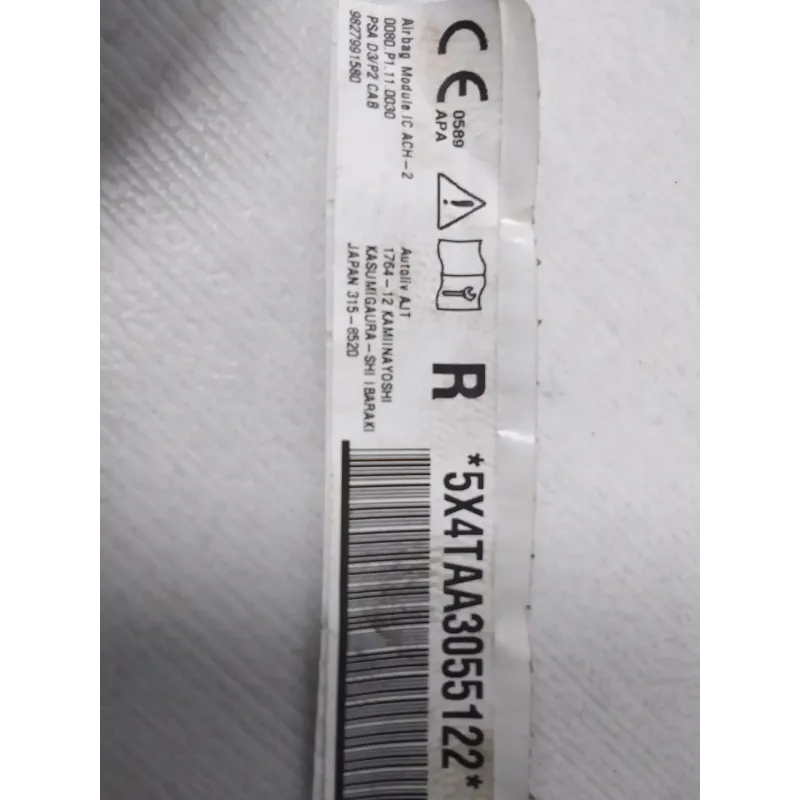 CE 0589
APA
Airbag Module IC ACH-2
0080.P1.11.0030
PSA D3/P2 CAB
9827991580
Autoliv AJT
1764-12 KAMIINAYOSHI
KASUMIGAURA-SHI IBARAKI
JAPAN 315-8520
R
*5X4TAA3055122*